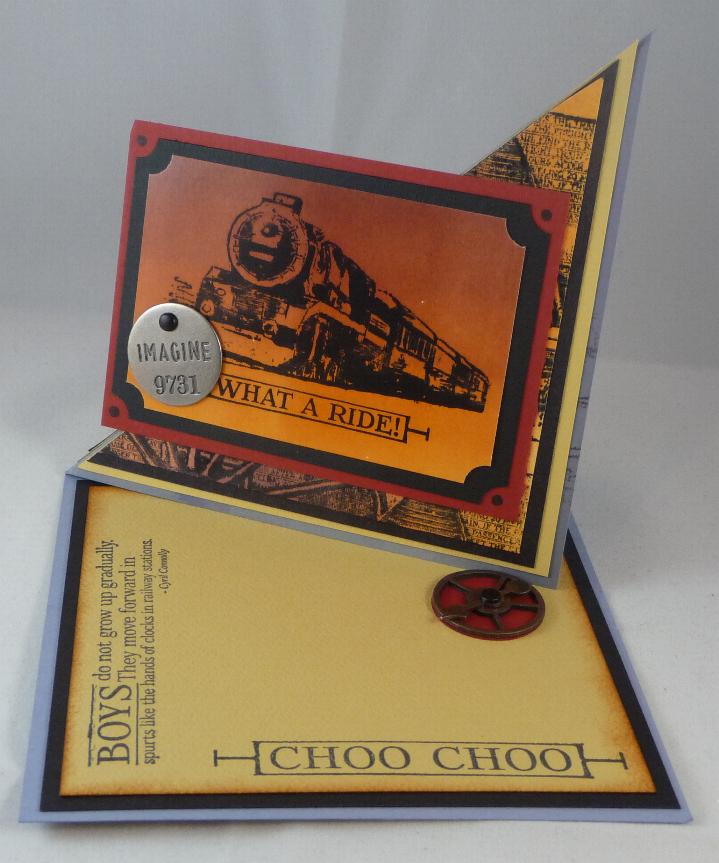 IMAGINE
9731
WHAT A RIDE!
BOYS do not grow up gradually.
They move forward in
spurts like the hands of clocks in railway stations.
- Cyril Connolly
CHOO CHOO